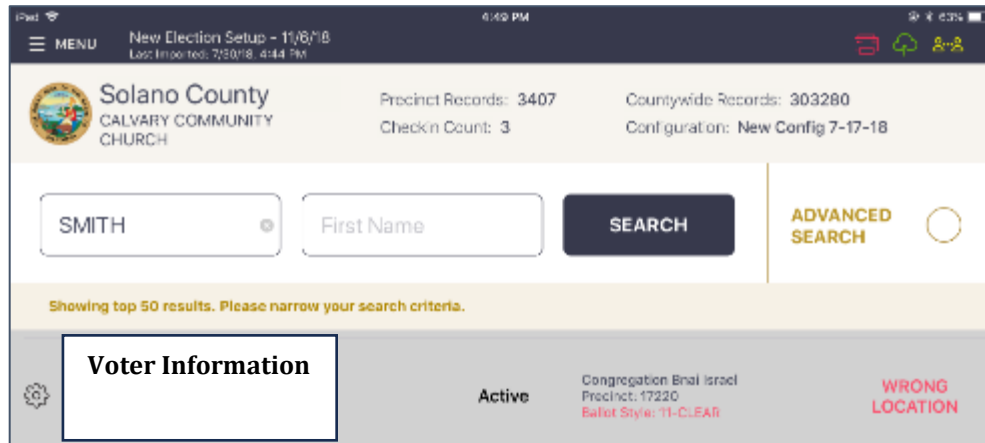 iPad 4:49 PM 63%
MENU New Election Setup - 11/6/18
Last Imported: 7/30/18, 4:44 PM
Solano County
CALVARY COMMUNITY
CHURCH
Precinct Records: 3407 Countywide Records: 303280
Checkin Count: 3 Configuration: New Config 7-17-18
SMITH First Name SEARCH ADVANCED
SEARCH
Showing top 50 results. Please narrow your search criteria.
Voter Information
Active
Congregation Bnai Israel
Precinct: 17220
Ballot Style: 11-CLEAR
WRONG
LOCATION